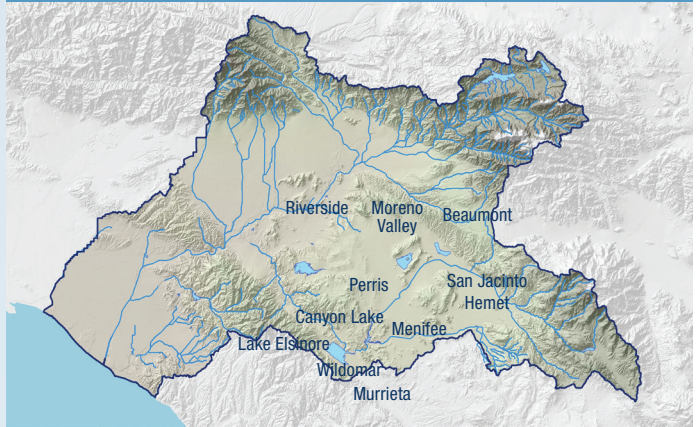 Riverside
Moreno
Valley
Beaumont
San Jacinto
Perris
Hemet
Canyon Lake
Menifee
Lake Elsinore
Wildomar
Murrieta